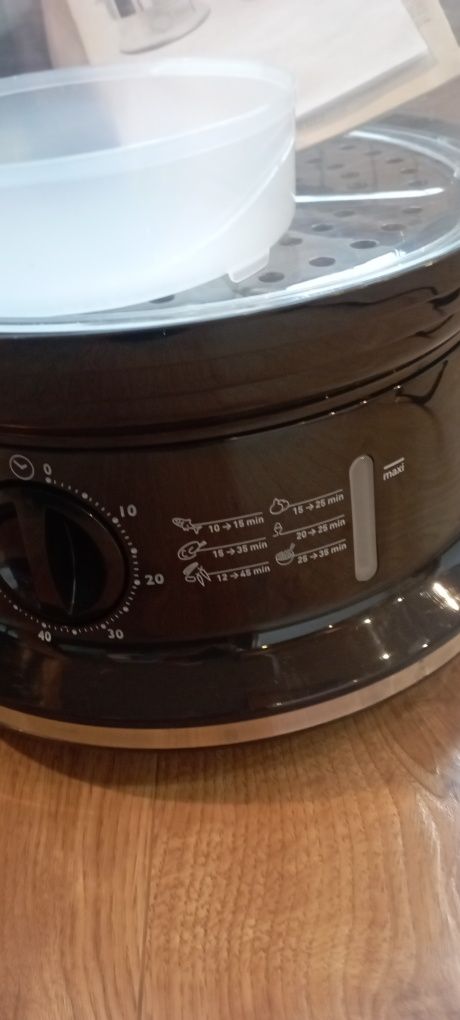 0
10
20
30
40
10 → 15 min
15 → 35 min
12 → 45 min
15 → 25 min
20 → 25 min
25 → 35 min
maxi